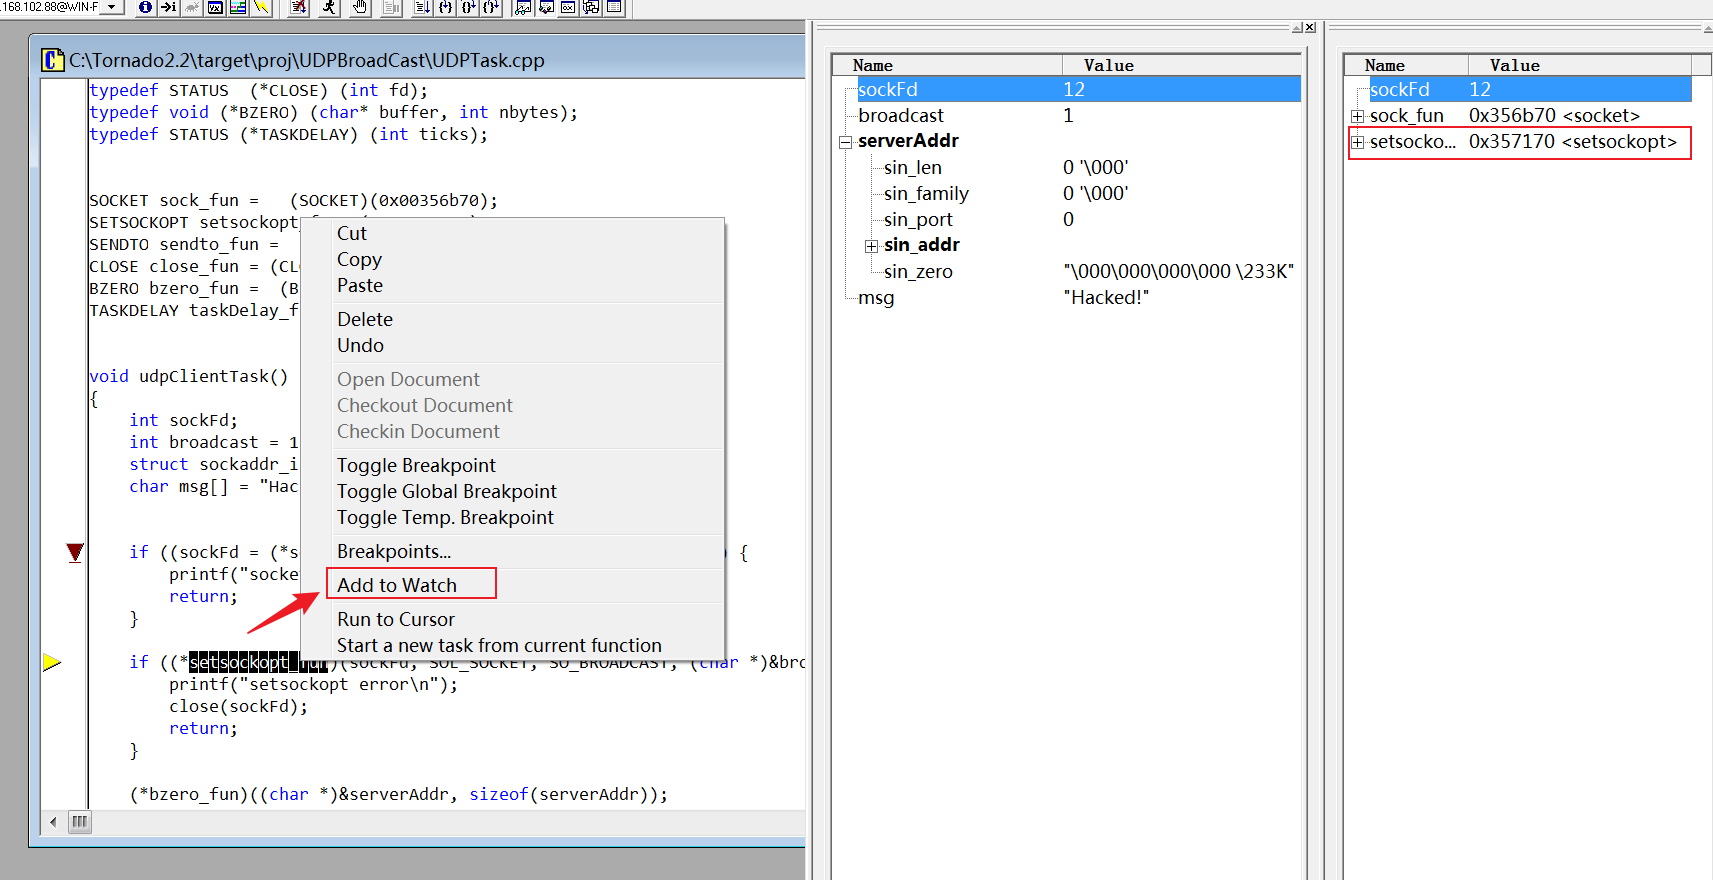 .168.102.88@WIN-F
C:\Tornado2.2\target\proj\UDPBroadCast\UDPTask.cpp
typedef STATUS  (*CLOSE) (int fd);
typedef void (*BZERO) (char* buffer, int nbytes);
typedef STATUS (*TASKDELAY) (int ticks);
SOCKET sock_fun =   (SOCKET)(0x00356b70);
SETSOCKOPT setsockopt_
SENDTO sendto_fun =
CLOSE close_fun = (CL
BZERO bzero_fun =  (B
TASKDELAY taskDelay_f
void udpClientTask()
{
int sockFd;
int broadcast = 1
struct sockaddr_i
char msg[] = "Hac
if ((sockFd = (*s
) {
printf("socke
return;
}
if ((*setsockopt_fun)(sockFd, SOL_SOCKET, SO_BROADCAST, (char *)&bro
printf("setsockopt error\n");
close(sockFd);
return;
}
(*bzero_fun)((char *)&serverAddr, sizeof(serverAddr));
Cut
Copy
Paste
Delete
Undo
Open Document
Checkout Document
Checkin Document
Toggle Breakpoint
Toggle Global Breakpoint
Toggle Temp. Breakpoint
Breakpoints...
Add to Watch
Run to Cursor
Start a new task from current function
Name Value
sockFd 12
broadcast 1
serverAddr
sin_len 0 '\000'
sin_family 0 '\000'
sin_port 0
sin_addr
sin_zero "\000\000\000\000 \233K"
msg "Hacked!"
Name Value
sockFd 12
sock_fun 0x356b70 <socket>
setsocko... 0x357170 <setsockopt>